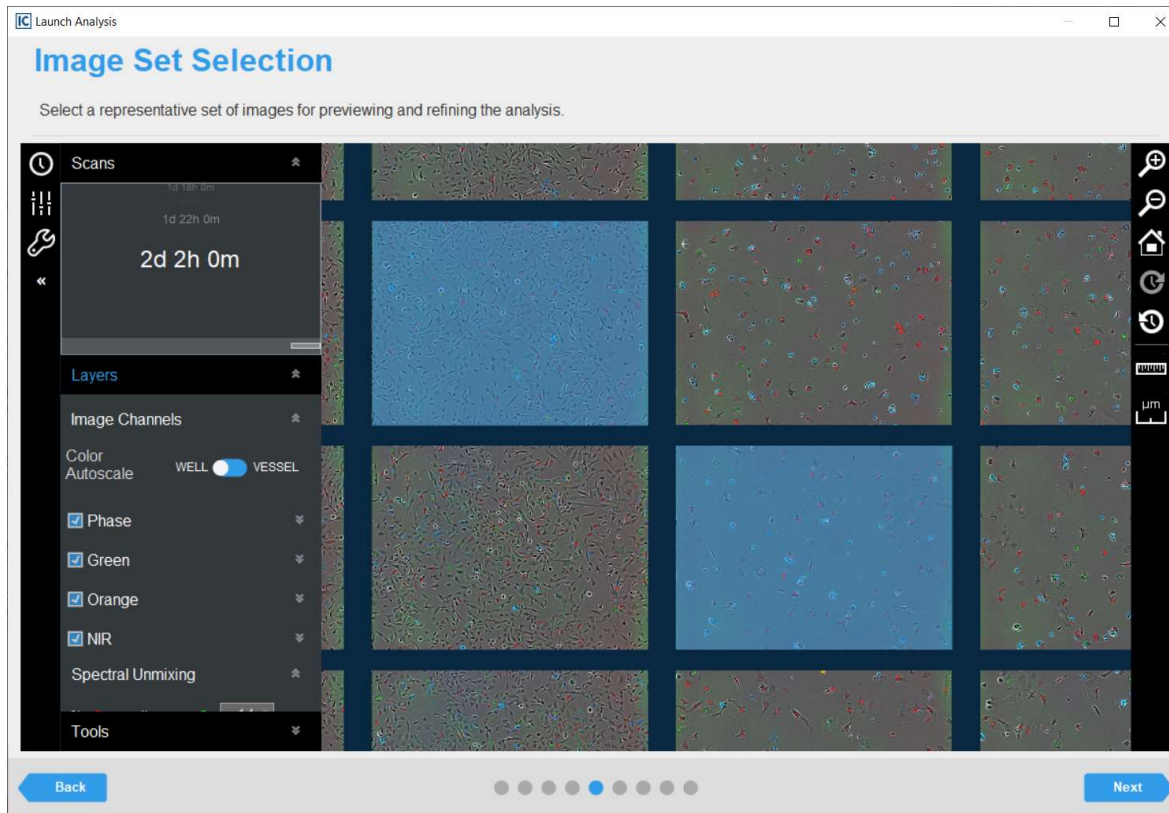 IC Launch Analysis
Image Set Selection
Select a representative set of images for previewing and refining the analysis.
Scans
1d 18h 0m
1d 22h 0m
2d 2h 0m
Layers
Image Channels
Color
Autoscale
WELL VESSEL
Phase
Green
Orange
NIR
Spectral Unmixing
Tools
µm
Back
Next